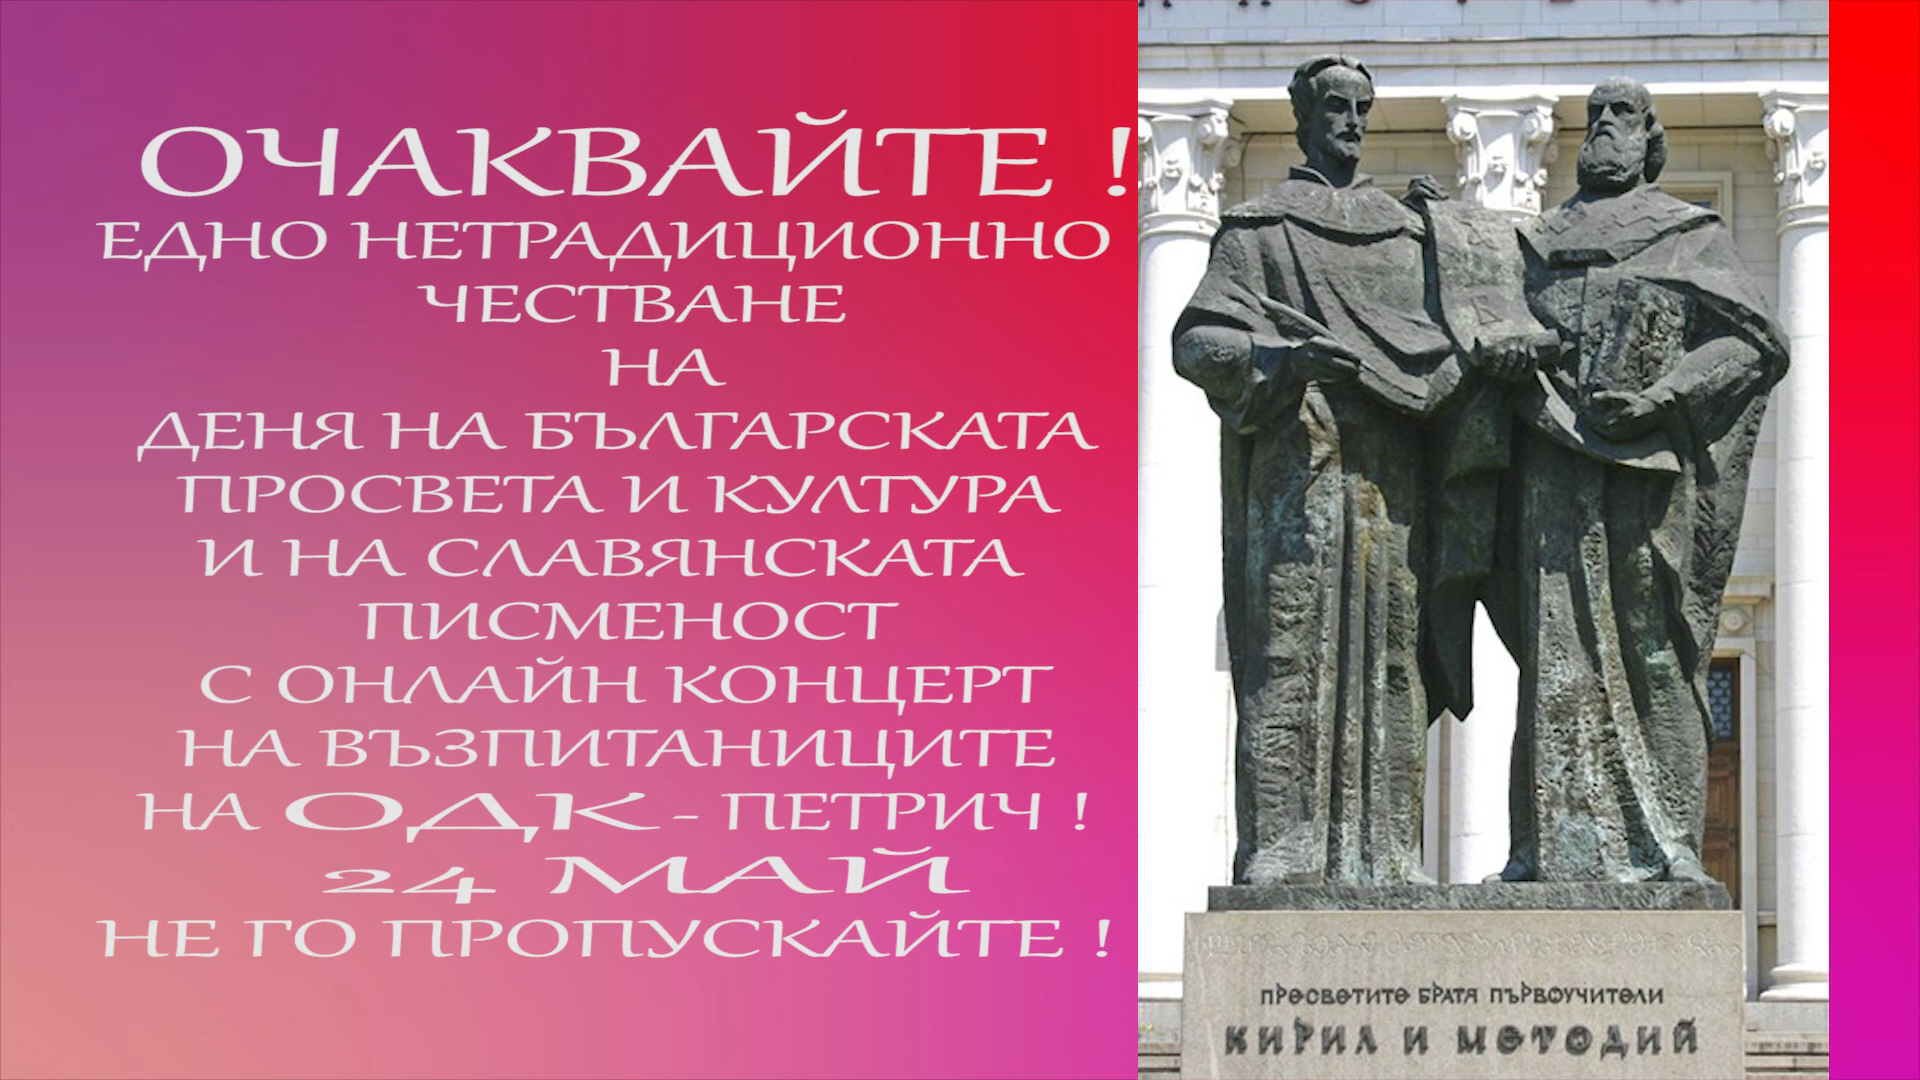 ОЧАКВАЙТЕ !
ЕДНО НЕТРАДИЦИОННО
ЧЕСТВАНЕ
НА
ДЕНЯ НА БЪЛГАРСКАТА
ПРОСВЕТА И КУЛТУРА
И НА СЛАВЯНСКАТА
ПИСМЕНОСТ
С ОНЛАЙН КОНЦЕРТ
НА ВЪЗПИТАНИЦИТЕ
НА ОДК - ПЕТРИЧ !
24 МАЙ
НЕ ГО ПРОПУСКАЙТЕ !
ПРЕСВЕТИТЕ БРАТЯ ПЪРВОУЧИТЕЛИ
КИРИЛ И МЕТОДИЙ